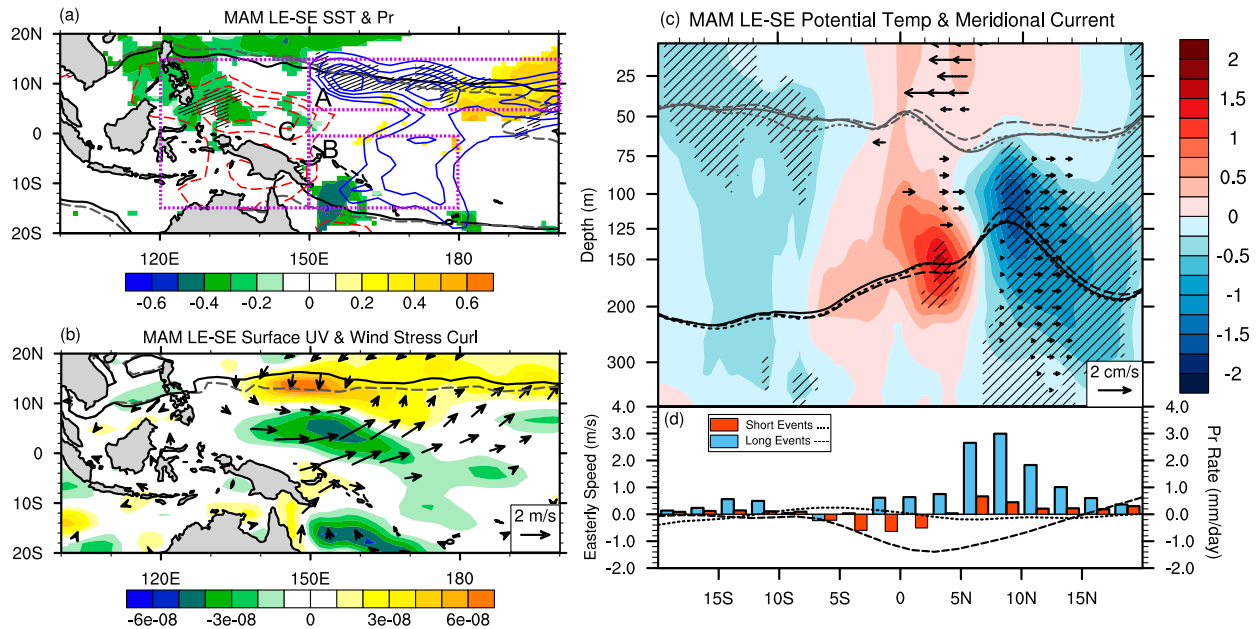 (a) MAM LE-SE SST & Pr
20N
10N
0
10S
20S
A
C
B
120E 150E 180
-0.6 -0.4 -0.2 0 0.2 0.4 0.6
(b) MAM LE-SE Surface UV & Wind Stress Curl
20N
10N
0
10S
20S
2 m/s
120E 150E 180
-6e-08 -3e-08 0 3e-08 6e-08
(c) MAM LE-SE Potential Temp & Meridional Current
Depth (m)
25
50
75
100
125
150
200
300
2 cm/s
2
1.5
1
0.5
0
-0.5
-1
-1.5
-2
(d)
Short Events
Long Events
Easterly Speed (m/s)
4.0
3.0
2.0
1.0
0.0
-1.0
-2.0
4.0
3.0
2.0
1.0
0.0
-1.0
-2.0
Pr Rate (mm/day)
15S 10S 5S 0 5N 10N 15N